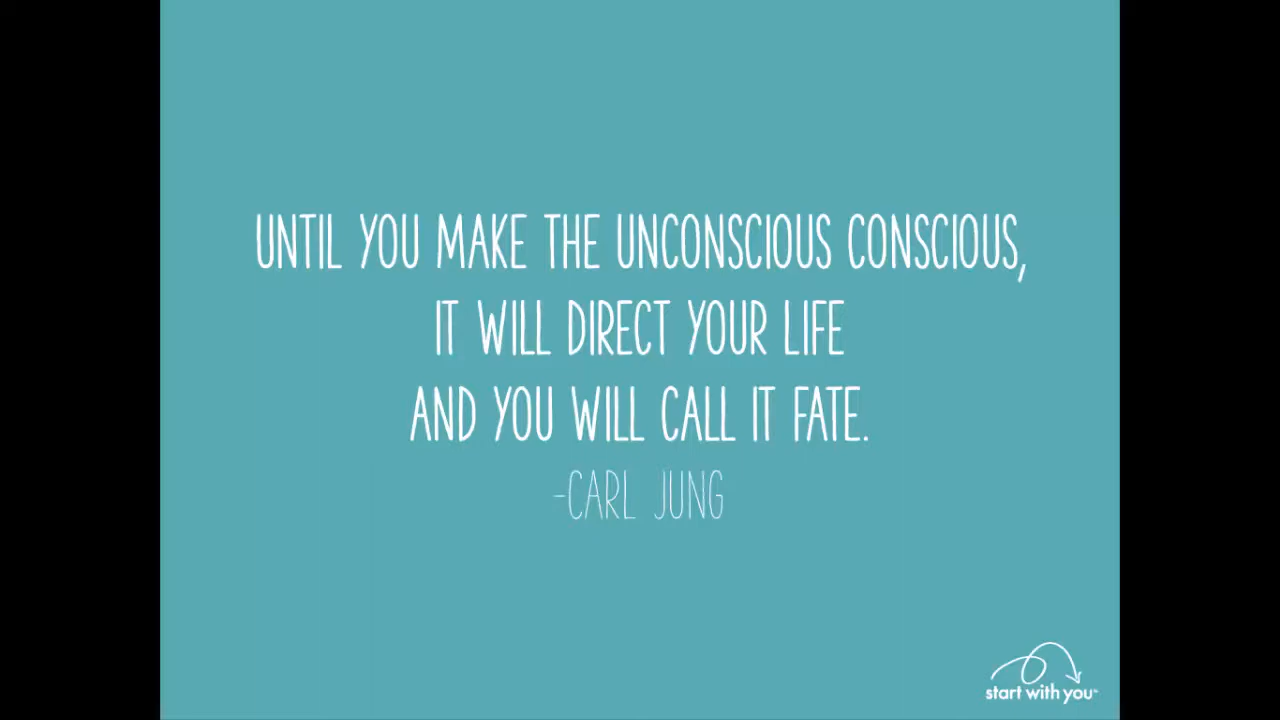 UNTIL YOU MAKE THE UNCONSCIOUS CONSCIOUS,
IT WILL DIRECT YOUR LIFE
AND YOU WILL CALL IT FATE.
-CARL JUNG
start with you™